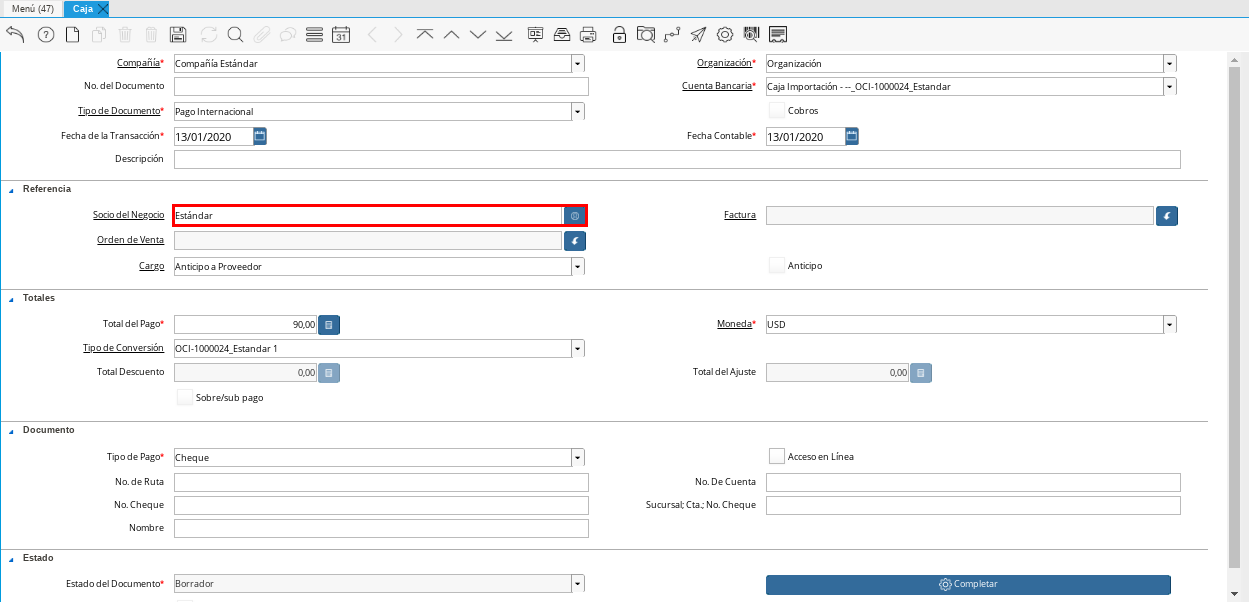 Menú (47) Caja
31
Compañía* Compañía Estándar Organización* Organización
No. del Documento Cuenta Bancaria* Caja Importación - --_OCI-1000024_Estandar
Tipo de Documento* Pago Internacional Cobros
Fecha de la Transacción* 13/01/2020 Fecha Contable* 13/01/2020
Descripción
Referencia
Socio del Negocio Estándar Factura
Orden de Venta
Cargo Anticipo a Proveedor Anticipo
Totales
Total del Pago* 90,00 Moneda* USD
Tipo de Conversión OCI-1000024_Estandar 1
Total Descuento 0,00 Total del Ajuste 0,00
Sobre/sub pago
Documento
Tipo de Pago* Cheque Acceso en Línea
No. de Ruta No. De Cuenta
No. Cheque Sucursal; Cta.; No. Cheque
Nombre
Estado
Estado del Documento* Borrador Completar